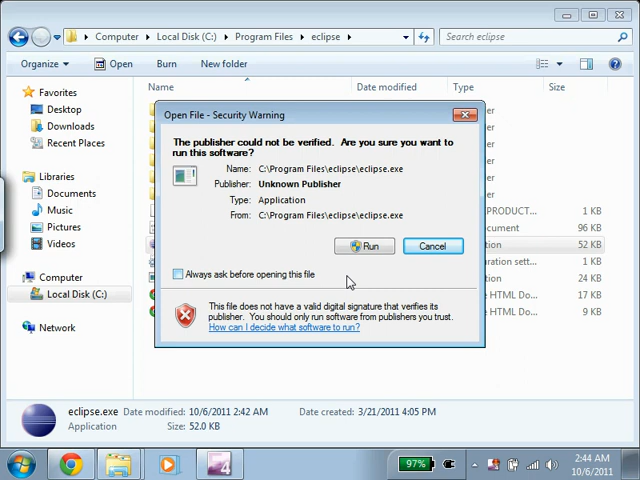 Computer ▸ Local Disk (C:) ▸ Program Files ▸ eclipse ▸
Search eclipse
Organize ▾ Open Burn New folder
Name Date modified Type Size
Favorites
Desktop
Downloads
Recent Places
Libraries
Documents
Music
Pictures
Videos
Computer
Local Disk (C:)
Network
Open File - Security Warning
The publisher could not be verified. Are you sure you want to
run this software?
Name: C:\Program Files\eclipse\eclipse.exe
Publisher: Unknown Publisher
Type: Application
From: C:\Program Files\eclipse\eclipse.exe
Run Cancel
Always ask before opening this file
This file does not have a valid digital signature that verifies its
publisher. You should only run software from publishers you trust.
How can I decide what software to run?
PRODUCT... 1 KB
96 KB
52 KB
1 KB
28 KB
HTML Do... 17 KB
HTML Do... 9 KB
eclipse.exe Date modified: 10/6/2011 2:42 AM Date created: 3/21/2011 4:05 PM
Application Size: 52.0 KB
97%
2:44 AM
10/6/2011